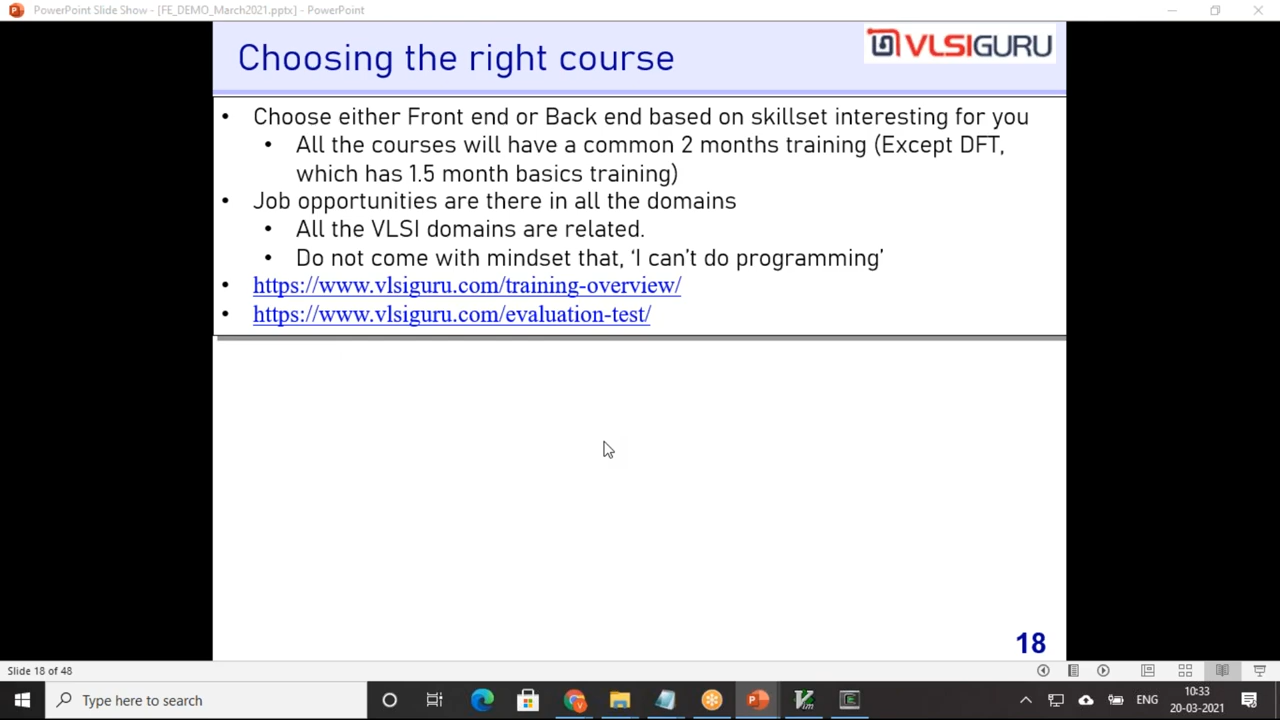 PowerPoint Slide Show - [FE_DEMO_March2021.pptx] - PowerPoint
Choosing the right course
VLSIGURU
• Choose either Front end or Back end based on skillset interesting for you
• All the courses will have a common 2 months training (Except DFT,
which has 1.5 month basics training)
• Job opportunities are there in all the domains
• All the VLSI domains are related.
• Do not come with mindset that, ‘I can’t do programming’
• https://www.vlsiguru.com/training-overview/
• https://www.vlsiguru.com/evaluation-test/
18
Slide 18 of 48
Type here to search
ENG
10:33
20-03-2021